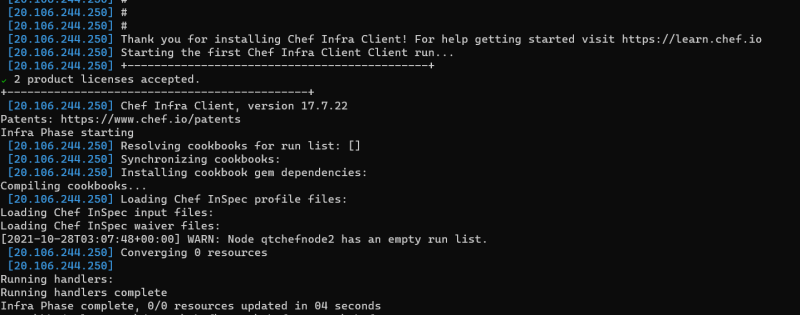 [20.106.244.250] #
[20.106.244.250] #
[20.106.244.250] #
[20.106.244.250] Thank you for installing Chef Infra Client! For help getting started visit https://learn.chef.io
[20.106.244.250] Starting the first Chef Infra Client Client run...
[20.106.244.250] +---------------------------------------------+
✓ 2 product licenses accepted.
+---------------------------------------------+
[20.106.244.250] Chef Infra Client, version 17.7.22
Patents: https://www.chef.io/patents
Infra Phase starting
[20.106.244.250] Resolving cookbooks for run list: []
[20.106.244.250] Synchronizing cookbooks:
[20.106.244.250] Installing cookbook gem dependencies:
Compiling cookbooks...
[20.106.244.250] Loading Chef InSpec profile files:
Loading Chef InSpec input files:
Loading Chef InSpec waiver files:
[2021-10-28T03:07:48+00:00] WARN: Node qtchefnode2 has an empty run list.
[20.106.244.250] Converging 0 resources
[20.106.244.250]
Running handlers:
Running handlers complete
Infra Phase complete, 0/0 resources updated in 04 seconds